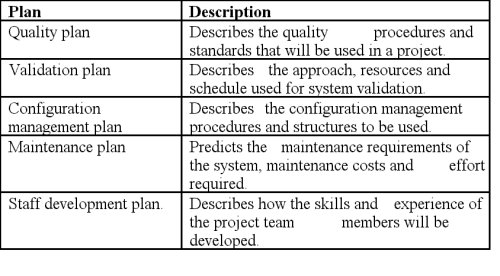 Plan Description
Quality plan Describes the quality procedures and
standards that will be used in a project.
Validation plan Describes the approach, resources and
schedule used for system validation.
Configuration Describes the configuration management
management plan procedures and structures to be used.
Maintenance plan Predicts the maintenance requirements of
the system, maintenance costs and effort
required.
Staff development plan. Describes how the skills and experience of
the project team members will be
developed.